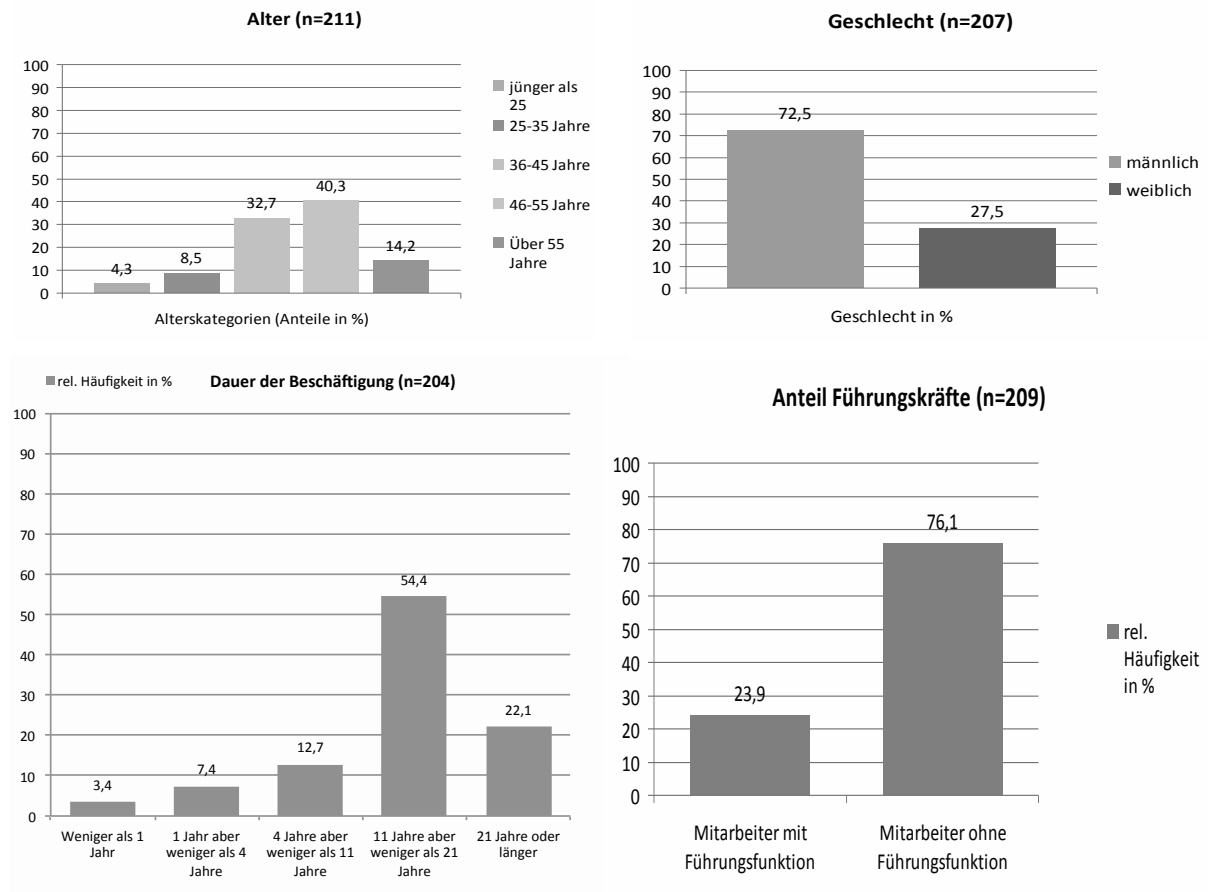 Alter (n=211)
100
90
80
70
60
50
40
30
20
10
0
4,3
8,5
32,7
40,3
14,2
Alterskategorien (Anteile in %)
jünger als
25
25-35 Jahre
36-45 Jahre
46-55 Jahre
Über 55
Jahre
Geschlecht (n=207)
100
90
80
70
60
50
40
30
20
10
0
72,5
27,5
Geschlecht in %
männlich
weiblich
rel. Häufigkeit in %
Dauer der Beschäftigung (n=204)
100
90
80
70
60
50
40
30
20
10
0
3,4
7,4
12,7
54,4
22,1
Weniger als 1
Jahr
1 Jahr aber
weniger als 4
Jahre
4 Jahre aber
weniger als 11
Jahre
11 Jahre aber
weniger als 21
Jahre
21 Jahre oder
länger
Anteil Führungskräfte (n=209)
100
90
80
70
60
50
40
30
20
10
0
23,9
76,1
Mitarbeiter mit
Führungsfunktion
Mitarbeiter ohne
Führungsfunktion
rel.
Häufigkeit
in %